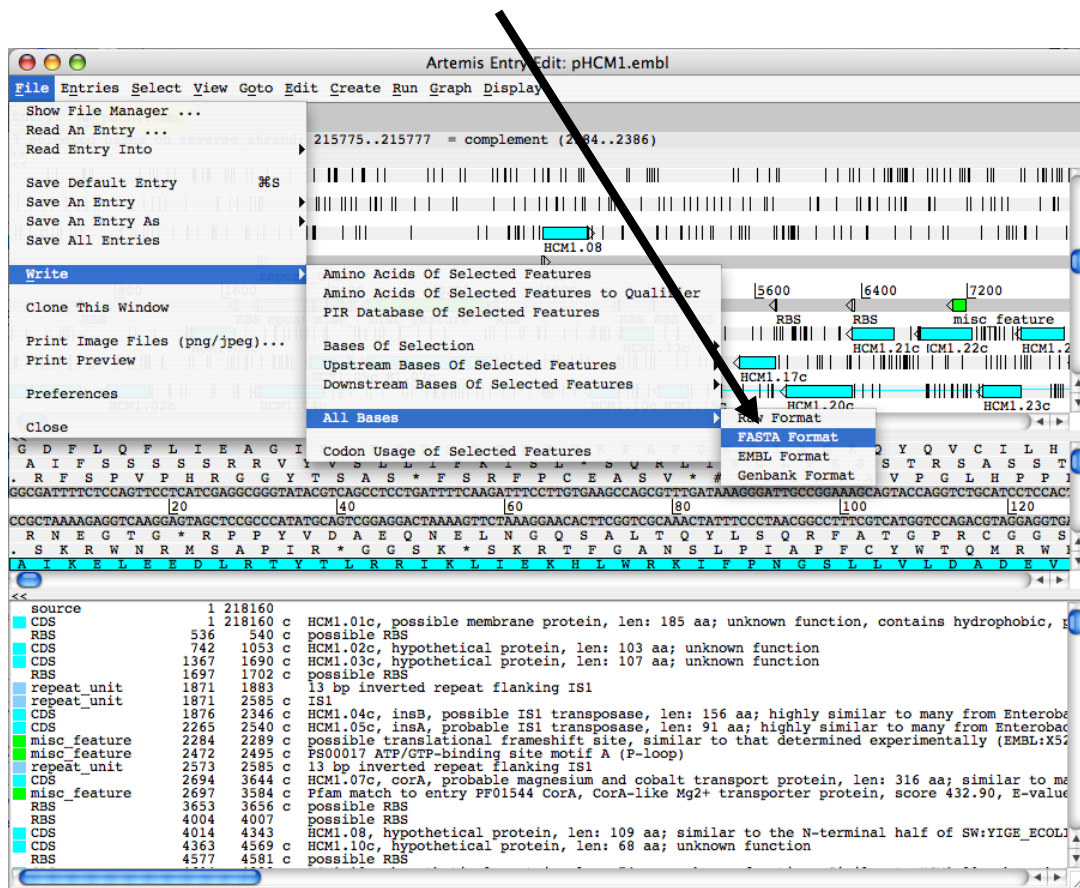 Artemis Entry Edit: pHCM1.embl
File Entries Select View Goto Edit Create Run Graph Display
Show File Manager ...
Read An Entry ...
Read Entry Into
Save Default Entry ⌘S
Save An Entry
Save An Entry As
Save All Entries
Write
Clone This Window
Print Image Files (png/jpeg)...
Print Preview
Preferences
Close
215775..215777 = complement (2384..2386)
HCM1.08
Amino Acids Of Selected Features
Amino Acids Of Selected Features to Qualifier
PIR Database Of Selected Features
Bases Of Selection
Upstream Bases Of Selected Features
Downstream Bases Of Selected Features
All Bases
Codon Usage of Selected Features
Raw Format
FASTA Format
EMBL Format
Genbank Format
5600 6400 7200
RBS RBS misc_feature
HCM1.21c HCM1.22c HCM1.2
HCM1.17c
HCM1.20c HCM1.23c
20 40 60 80 100 120
R N E G T G * R P P Y V D A E Q N E L N G Q S A L T Q Y L S Q R F A T G P R C G G S
. S K R W N R M S A P I R * G G S K * S K R T F G A N S L P I A P F C Y W T Q M R W
A I K E L E E D L R T Y T L R R I K L I E K H L W R K I F P N G S L L V L D A D E V
<<
source 1 218160
CDS 1 218160 c HCM1.01c, possible membrane protein, len: 185 aa; unknown function, contains hydrophobic, p
RBS 536 540 c possible RBS
CDS 742 1053 c HCM1.02c, hypothetical protein, len: 103 aa; unknown function
CDS 1367 1690 c HCM1.03c, hypothetical protein, len: 107 aa; unknown function
RBS 1697 1702 c possible RBS
repeat_unit 1871 1883 13 bp inverted repeat flanking IS1
repeat_unit 1871 2585 c IS1
CDS 1876 2346 c HCM1.04c, insB, possible IS1 transposase, len: 156 aa; highly similar to many from Enteroba
CDS 2265 2540 c HCM1.05c, insA, probable IS1 transposase, len: 91 aa; highly similar to many from Enterobac
misc_feature 2284 2289 c possible translational frameshift site, similar to that determined experimentally (EMBL:X52
misc_feature 2472 2495 c PS00017 ATP/GTP-binding site motif A (P-loop)
repeat_unit 2573 2585 c 13 bp inverted repeat flanking IS1
CDS 2694 3644 c HCM1.07c, corA, probable magnesium and cobalt transport protein, len: 316 aa; similar to ma
misc_feature 2697 3584 c Pfam match to entry PF01544 CorA, CorA-like Mg2+ transporter protein, score 432.90, E-value
RBS 3653 3656 c possible RBS
RBS 4004 4007 possible RBS
CDS 4014 4343 HCM1.08, hypothetical protein, len: 109 aa; similar to the N-terminal half of SW:YIGE_ECOLI
CDS 4363 4569 c HCM1.10c, hypothetical protein, len: 68 aa; unknown function
RBS 4577 4581 c possible RBS